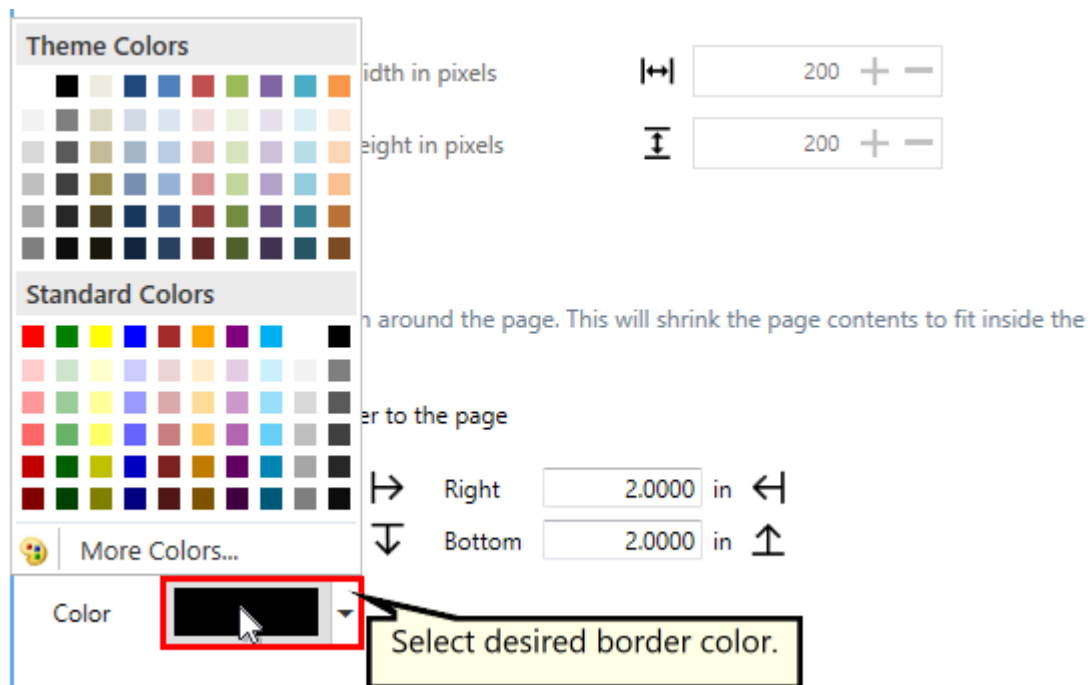 Theme Colors
idth in pixels
200
eight in pixels
200
Standard Colors
around the page. This will shrink the page contents to fit inside the
er to the page
Right 2.0000 in
Bottom 2.0000 in
More Colors...
Color
Select desired border color.